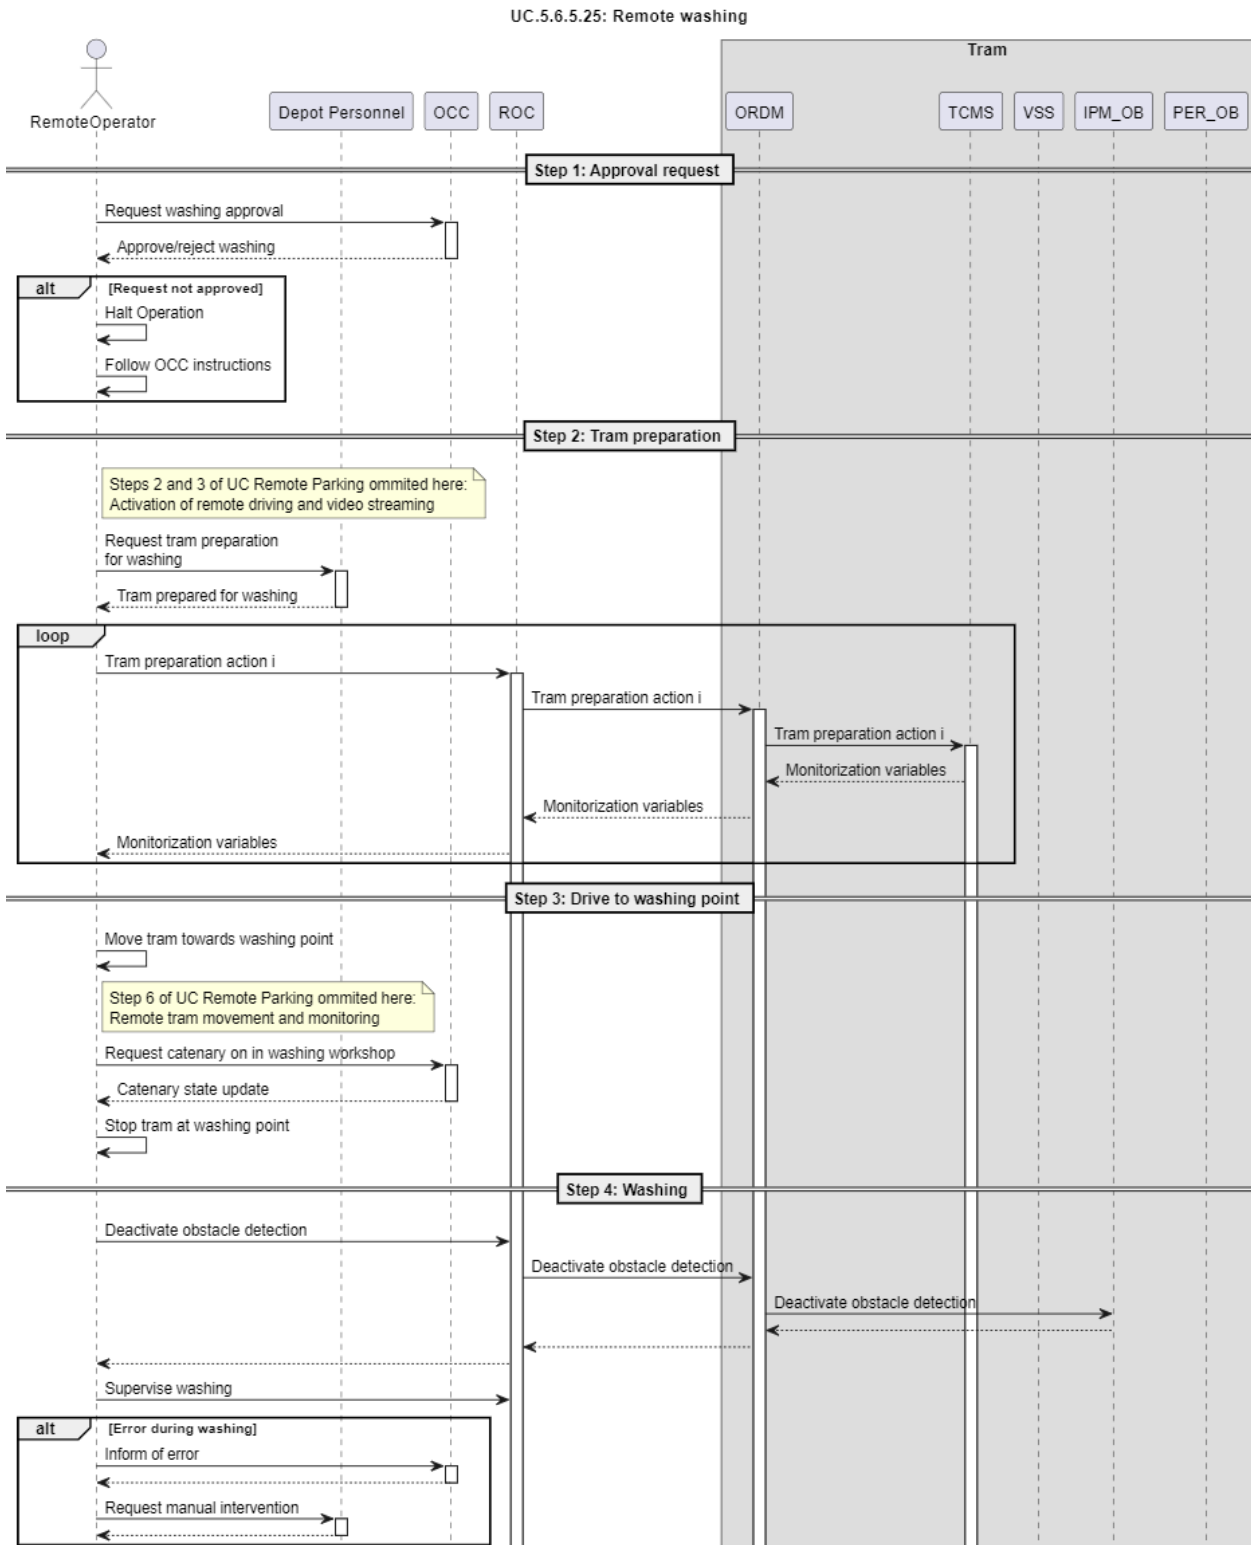 UC.5.6.5.25: Remote washing
Tram
RemoteOperator
Depot Personnel
OCC
ROC
ORDM
TCMS
VSS
IPM_OB
PER_OB
Step 1: Approval request
Request washing approval
Approve/reject washing
alt
[Request not approved]
Halt Operation
Follow OCC instructions
Step 2: Tram preparation
Steps 2 and 3 of UC Remote Parking ommited here:
Activation of remote driving and video streaming
Request tram preparation
for washing
Tram prepared for washing
loop
Tram preparation action i
Tram preparation action i
Tram preparation action i
Monitorization variables
Monitorization variables
Monitorization variables
Step 3: Drive to washing point
Move tram towards washing point
Step 6 of UC Remote Parking ommited here:
Remote tram movement and monitoring
Request catenary on in washing workshop
Catenary state update
Stop tram at washing point
Step 4: Washing
Deactivate obstacle detection
Deactivate obstacle detection
Deactivate obstacle detection
Supervise washing
alt
[Error during washing]
Inform of error
Request manual intervention